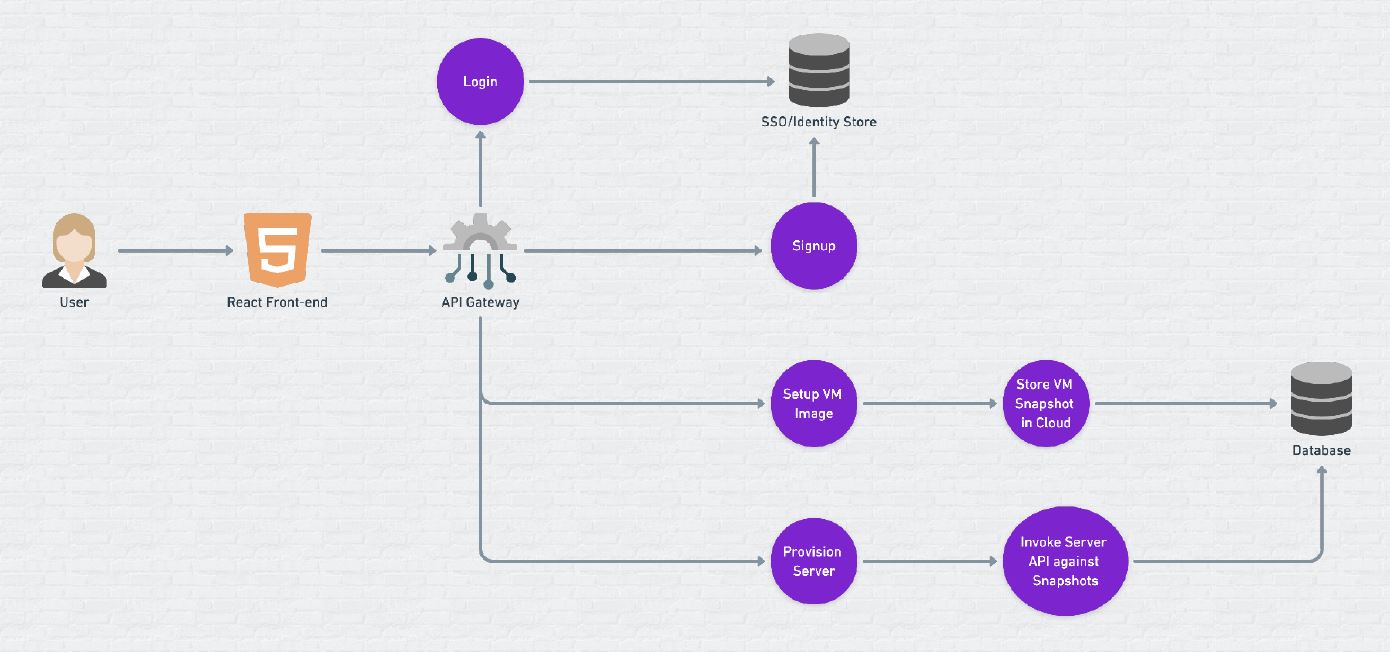 Login
SSO/Identity Store
User
React Front-end
API Gateway
Signup
Setup VM
Image
Store VM
Snapshot
in Cloud
Database
Provision
Server
Invoke Server
API against
Snapshots